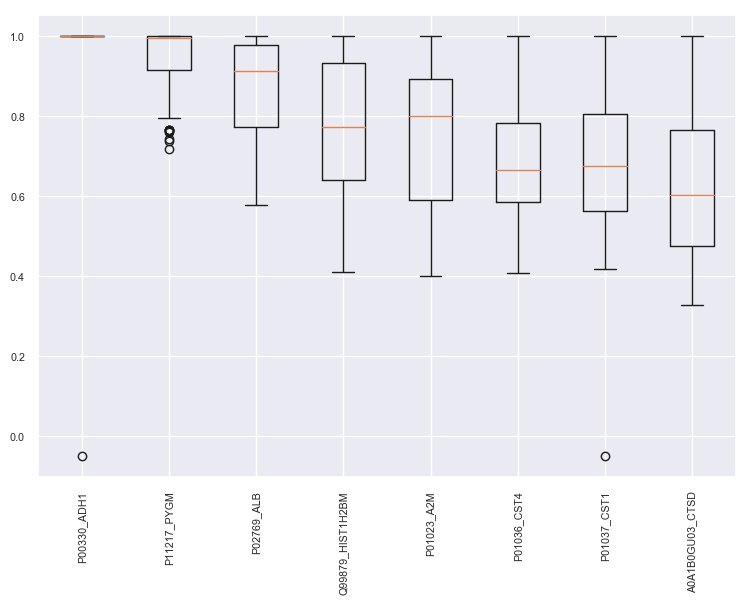 1.0
0.8
0.6
0.4
0.2
0.0
P00330_ADH1
P11217_PYGM
P02769_ALB
Q99879_HIST1H2BM
P01023_A2M
P01036_CST4
P01037_CST1
A0A1B0GU03_CTSD